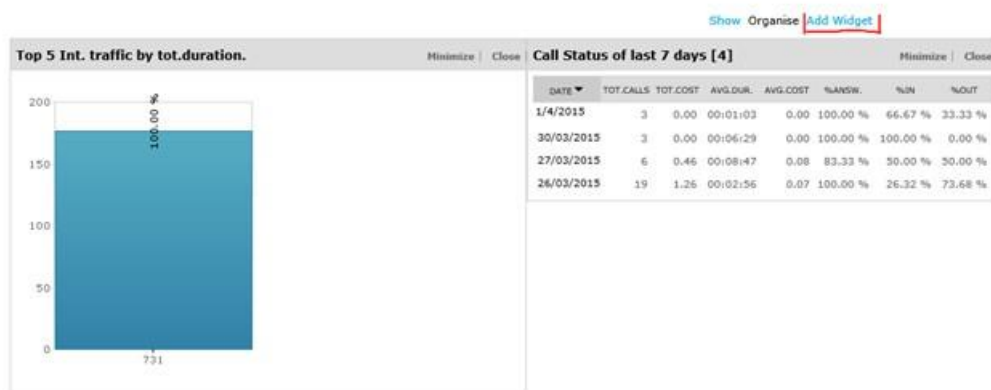 Show Organise Add Widget
Top 5 Int. traffic by tot.duration. Minimize | Close
200
150
100
50
0
100.00 %
731
Call Status of last 7 days [4] Minimize | Close
DATE TOT.CALLS TOT.COST AVG.DUR. AVG.COST %ANSW. %IN %OUT
1/4/2015 3 0.00 00:01:03 0.00 100.00 % 66.67 % 33.33 %
30/03/2015 3 0.00 00:06:29 0.00 100.00 % 100.00 % 0.00 %
27/03/2015 6 0.46 00:08:47 0.08 83.33 % 50.00 % 50.00 %
26/03/2015 19 1.26 00:02:56 0.07 100.00 % 26.32 % 73.68 %